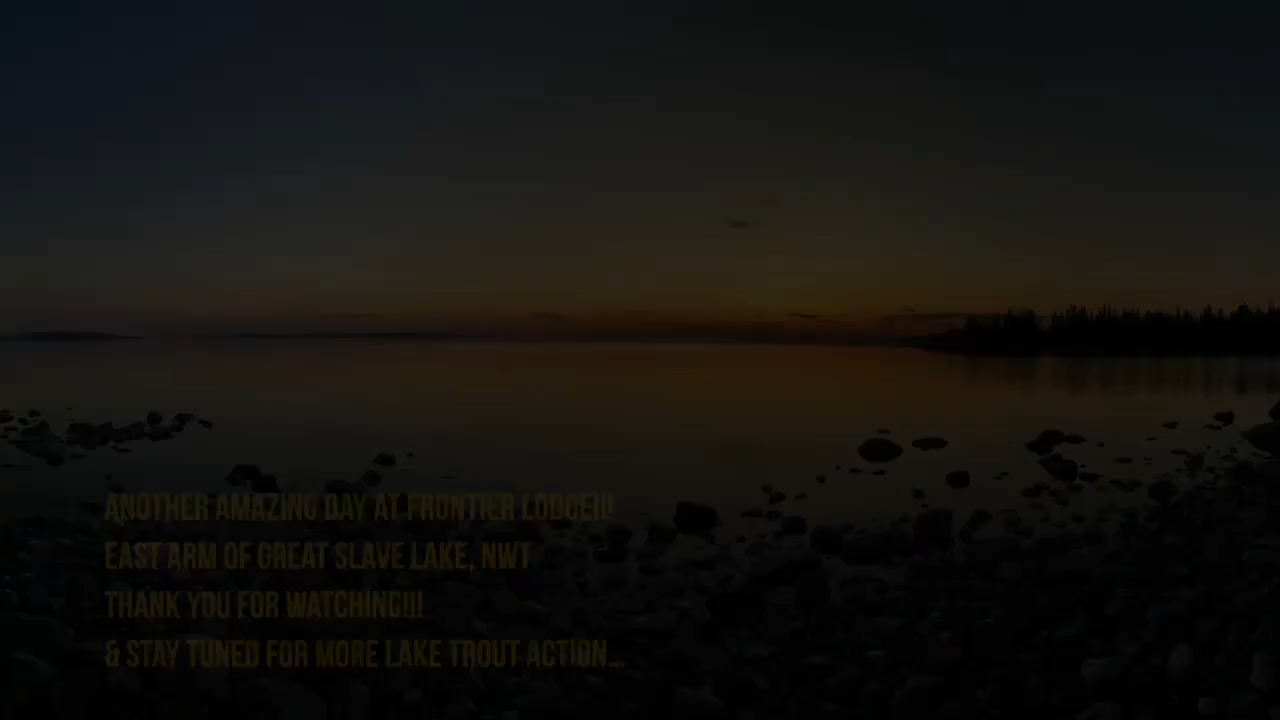 ANOTHER AMAZING DAY AT FRONTIER LODGE!!!
EAST ARM OF GREAT SLAVE LAKE, NWT
THANK YOU FOR WATCHING!!!
& STAY TUNED FOR MORE LAKE TROUT ACTION...